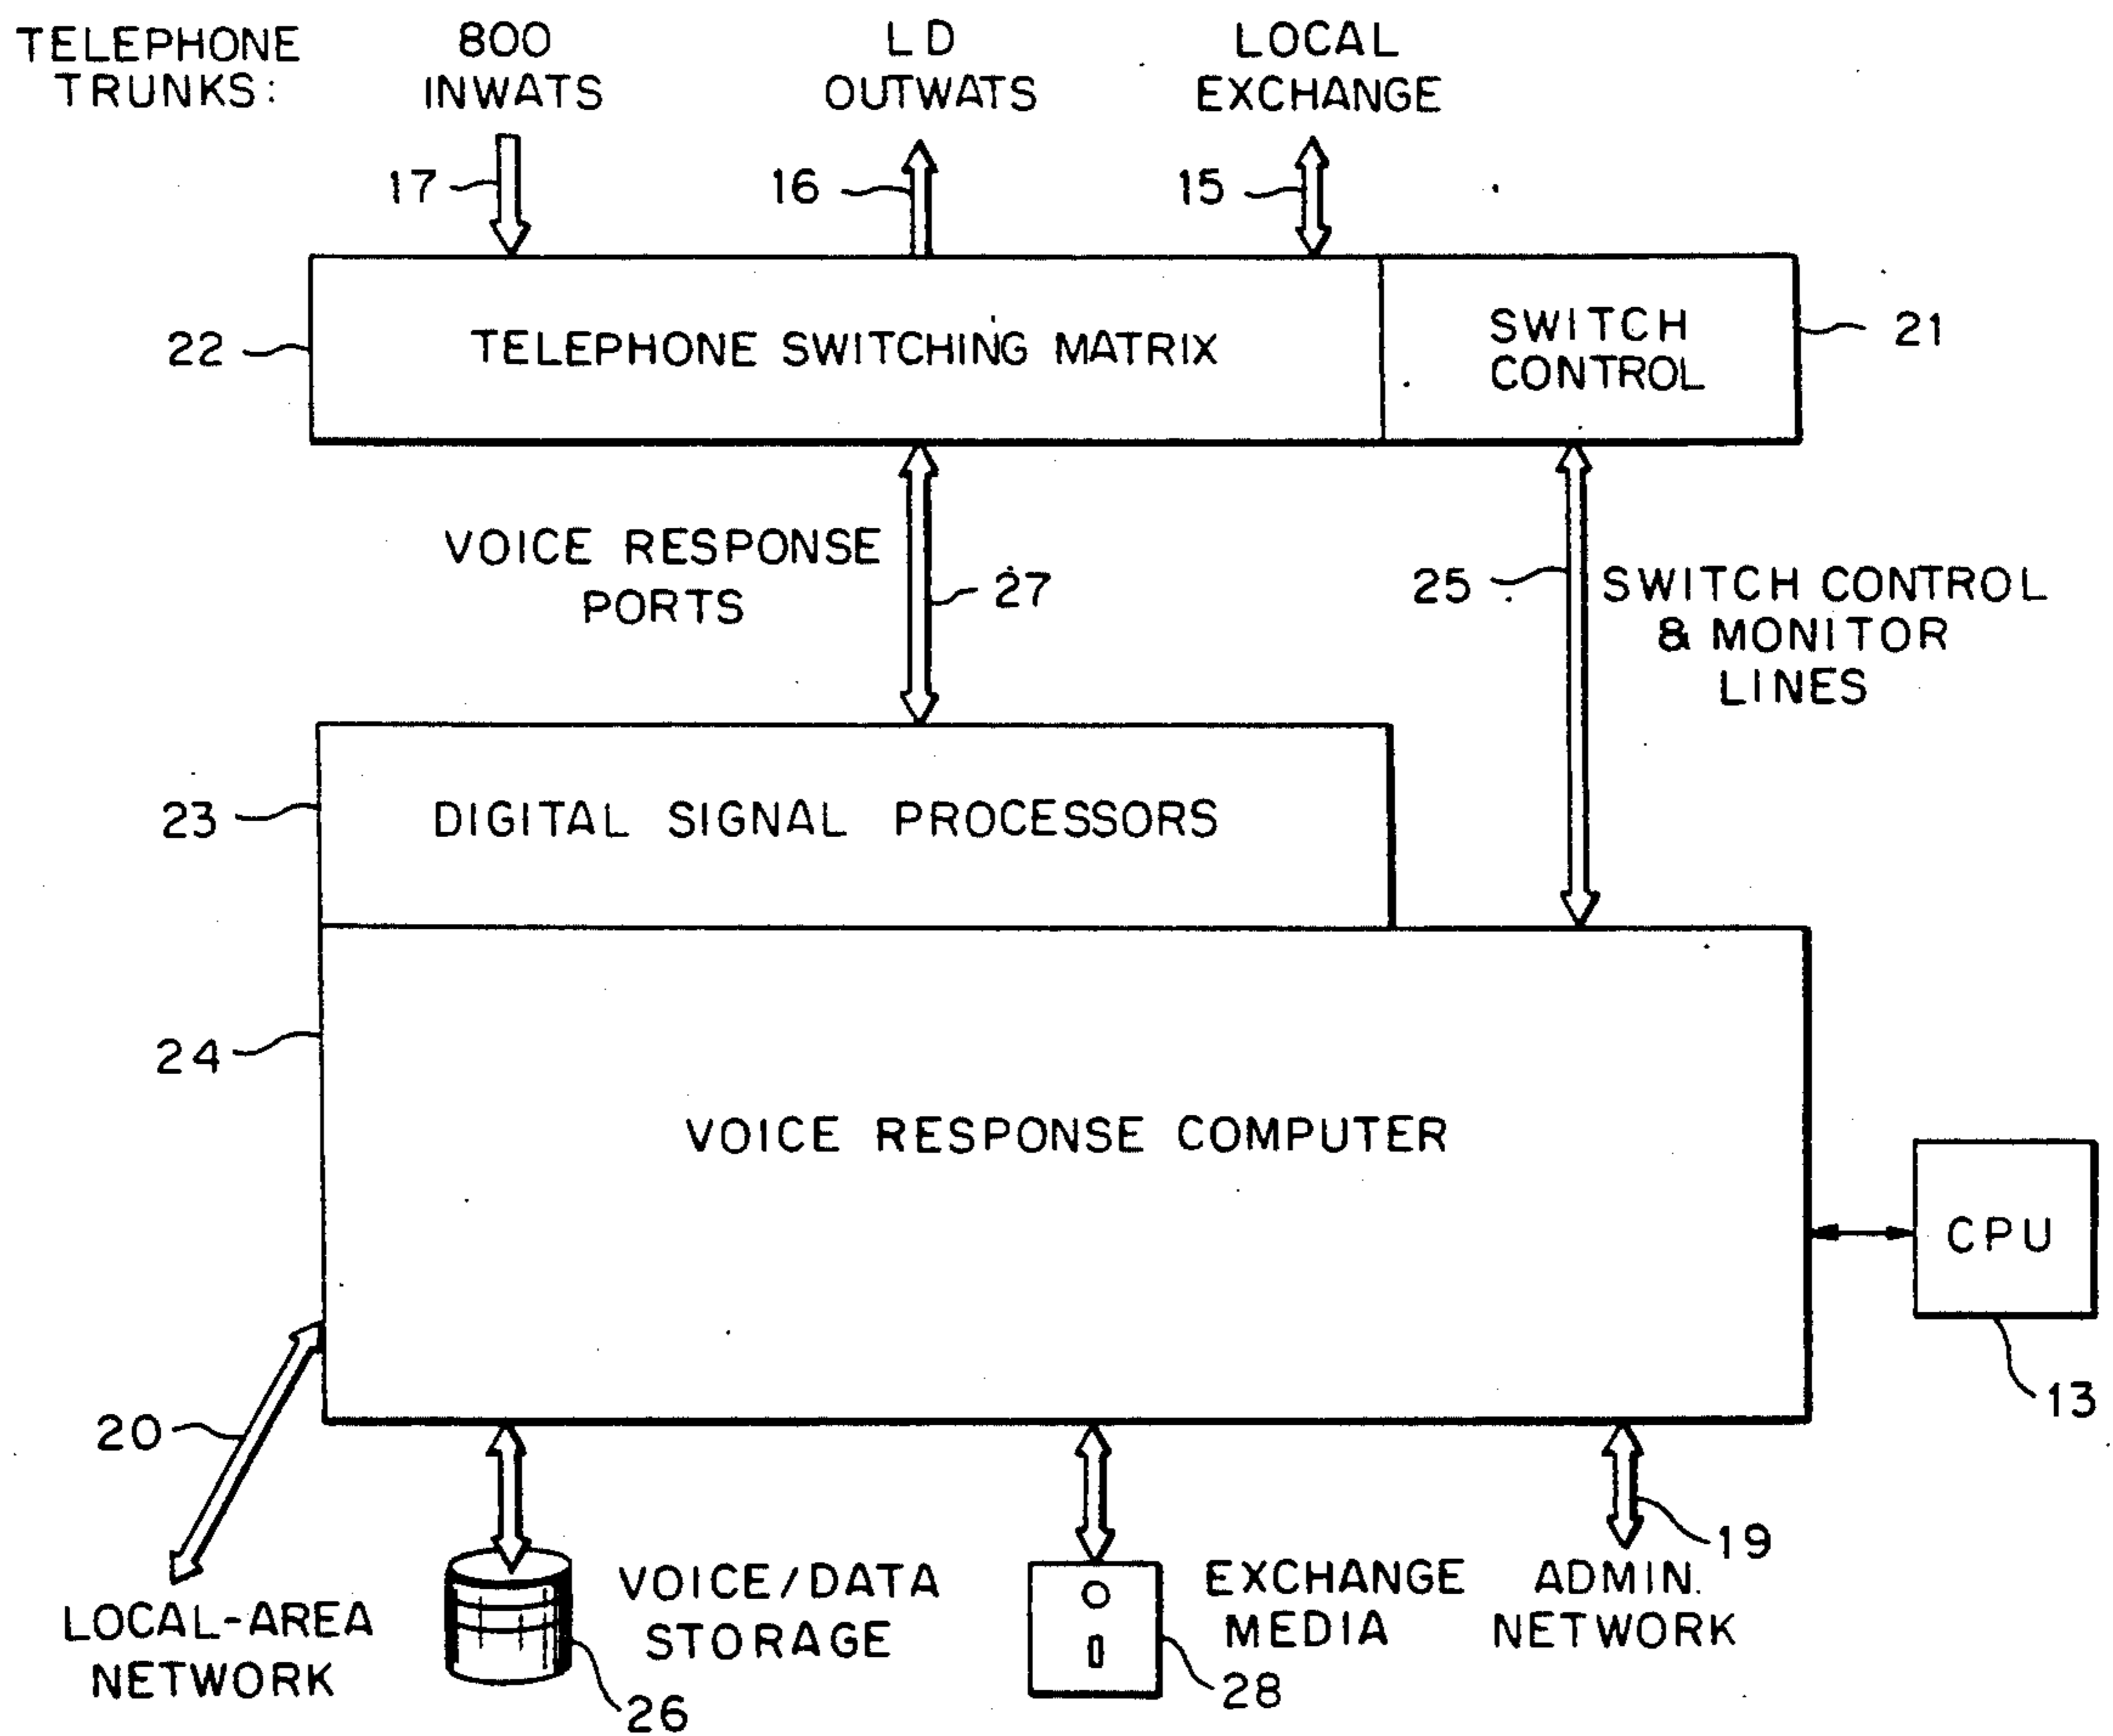 TELEPHONE
TRUNKS:
800
INWATS
LD
OUTWATS
LOCAL
EXCHANGE
17
16
15
22
TELEPHONE SWITCHING MATRIX
SWITCH
CONTROL
21
VOICE RESPONSE
PORTS
27
25
SWITCH CONTROL
& MONITOR
LINES
23
DIGITAL SIGNAL PROCESSORS
24
VOICE RESPONSE COMPUTER
CPU
13
20
LOCAL-AREA
NETWORK
VOICE/DATA
STORAGE
26
EXCHANGE
MEDIA
28
19
ADMIN.
NETWORK